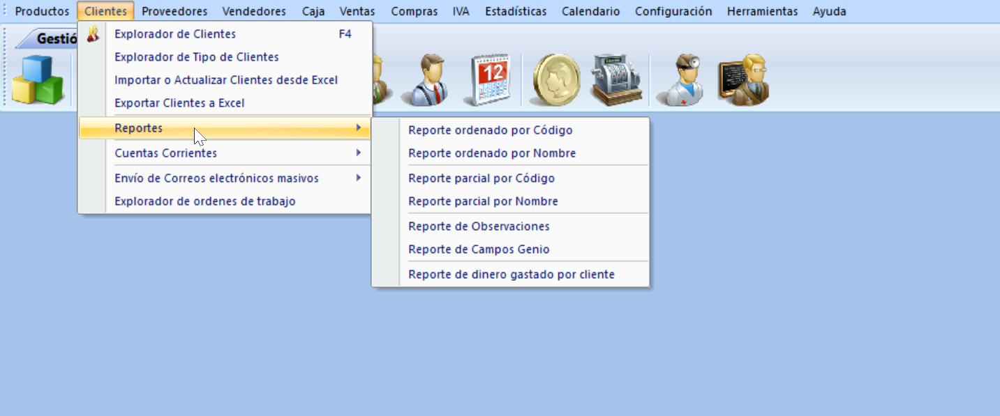 Productos Clientes Proveedores Vendedores Caja Ventas Compras IVA Estadísticas Calendario Configuración Herramientas Ayuda
Gestió
Explorador de Clientes F4
Explorador de Tipo de Clientes
Importar o Actualizar Clientes desde Excel
Exportar Clientes a Excel
Reportes
Cuentas Corrientes
Envío de Correos electrónicos masivos
Explorador de ordenes de trabajo
12
Reporte ordenado por Código
Reporte ordenado por Nombre
Reporte parcial por Código
Reporte parcial por Nombre
Reporte de Observaciones
Reporte de Campos Genio
Reporte de dinero gastado por cliente